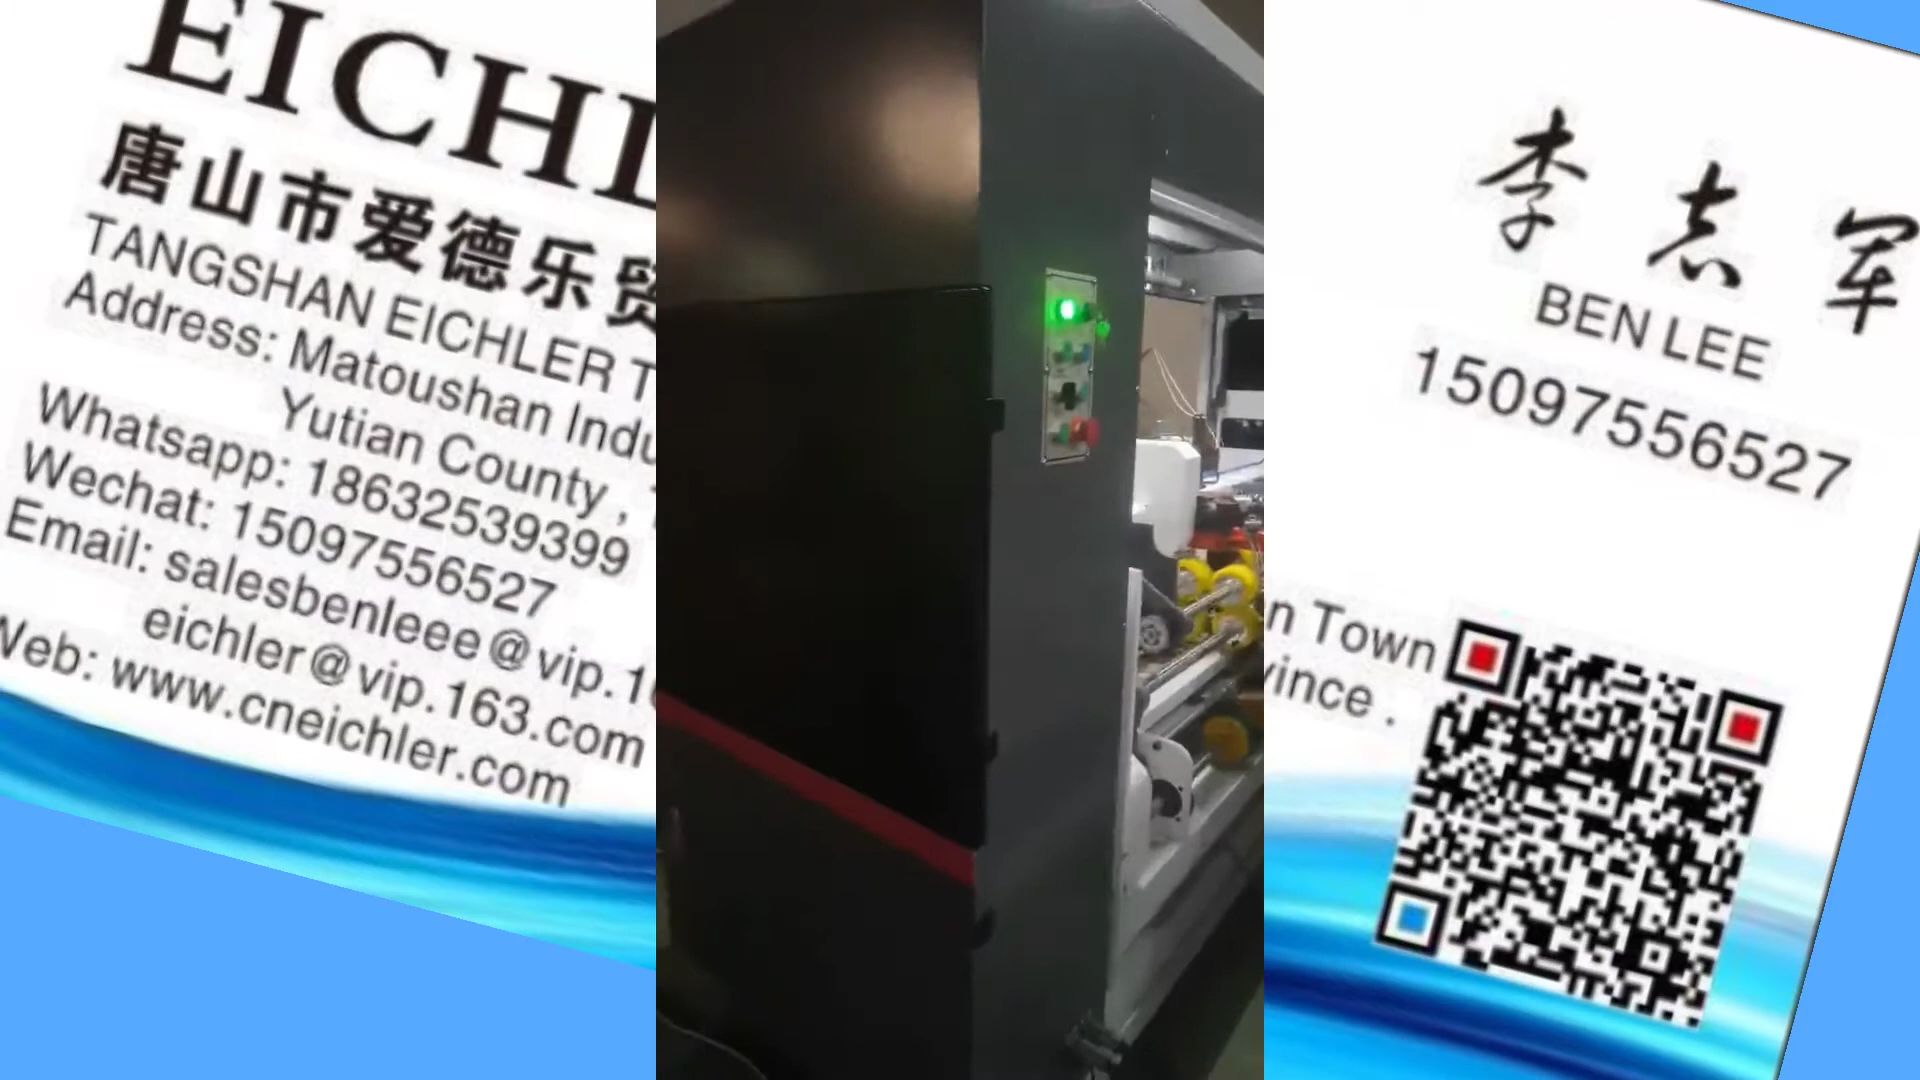 EICHL
唐山市爱德乐贸
TANGSHAN EICHLER T
Address: Matoushan Indu
Yutian County ,
Whatsapp: 18632539399
Wechat: 15097556527
Email: salesbenleee@vip.16
eichler@vip.163.com
Web: www.cneichler.com
李志军
BEN LEE
15097556527
n Town
vince .